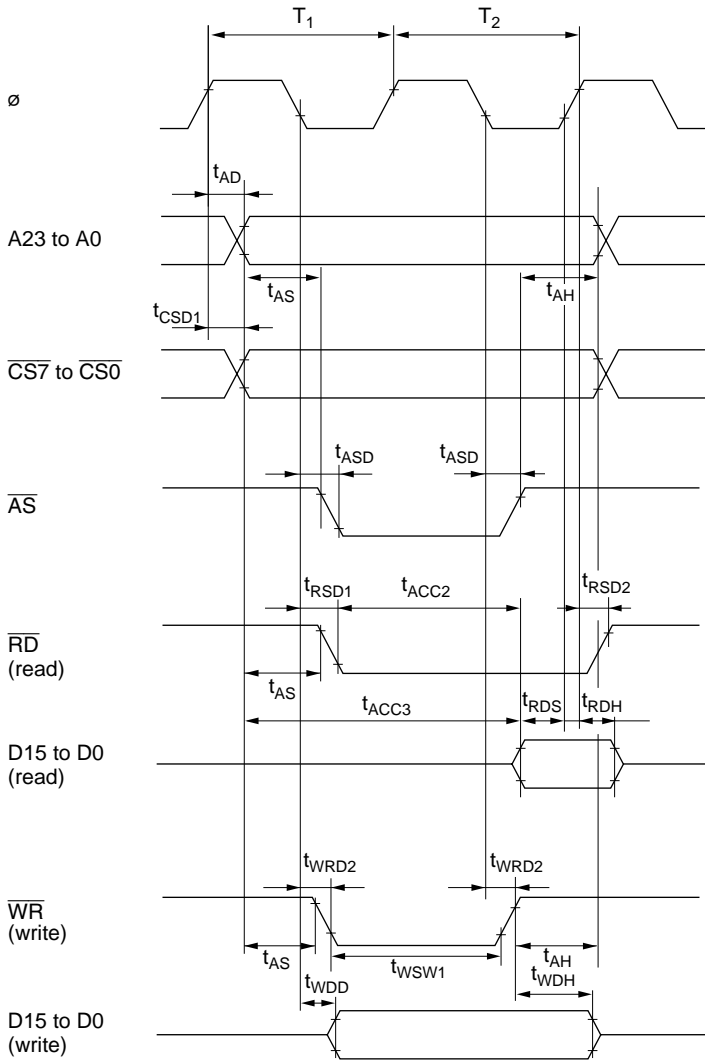 T1 T2
ø
tAD
A23 to A0
tAS tAH
tCSD1
CS7 to CS0
tASD tASD
AS
tRSD1 tACC2 tRSD2
RD
(read)
tAS
tACC3 tRDS tRDH
D15 to D0
(read)
tWRD2 tWRD2
WR
(write)
tAS tWSW1 tAH
tWDD tWDH
D15 to D0
(write)